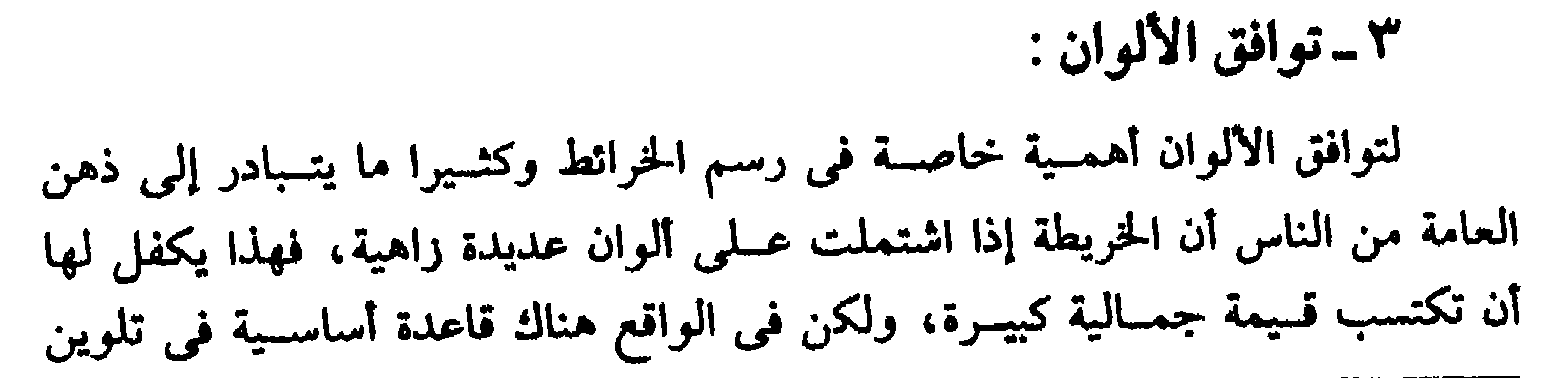 ٣ ـ توافق الألوان :
لتوافق الألوان أهمية خاصة فى رسم الخرائط وكثيرا ما يتبادر إلى ذهن
العامة من الناس أن الخريطة إذا اشتملت على ألوان عديدة زاهية، فهذا يكفل لها
أن تكتسب قيمة جمالية كبيرة، ولكن فى الواقع هناك قاعدة أساسية فى تلوين